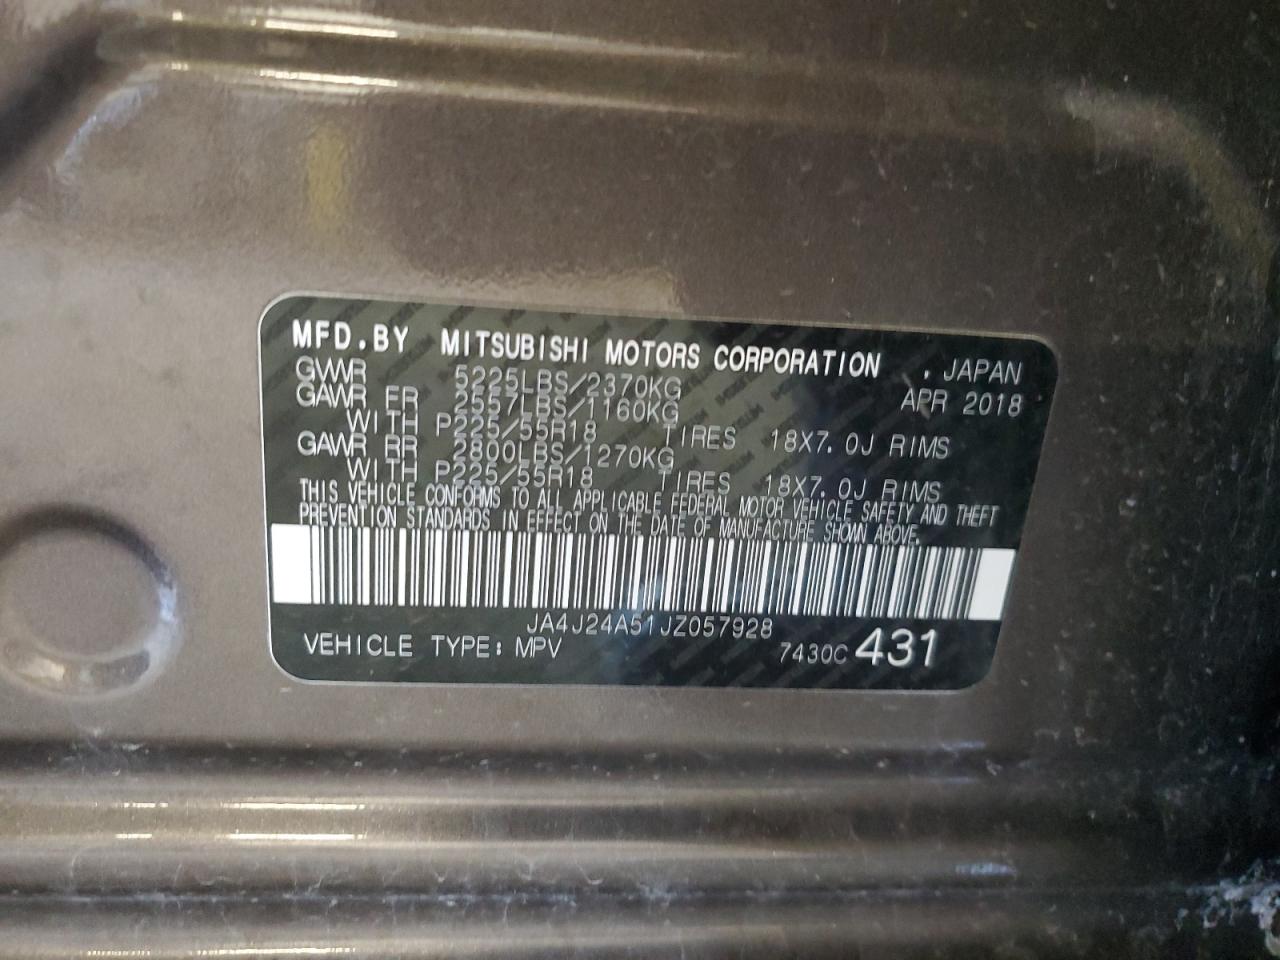 MFD.BY MITSUBISHI MOTORS CORPORATION , JAPAN
GVWR 5225LBS/2370KG APR 2018
GAWR FR 2557LBS/1160KG
WITH P225/55R18 TIRES 18X7.0J RIMS
GAWR RR 2800LBS/1270KG
WITH P225/55R18 TIRES 18X7.0J RIMS
THIS VEHICLE CONFORMS TO ALL APPLICABLE FEDERAL MOTOR VEHICLE SAFETY AND THEFT
PREVENTION STANDARDS IN EFFECT ON THE DATE OF MANUFACTURE SHOWN ABOVE.
JA4J24A51JZ057928
VEHICLE TYPE: MPV 7430C 431